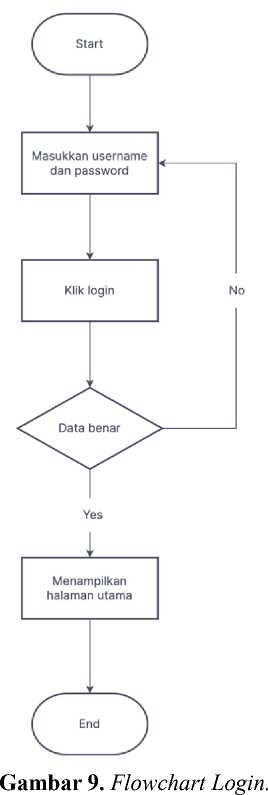 Start
Masukkan username
dan password
Klik login
No
Data benar
Yes
Menampilkan
halaman utama
End
Gambar 9. Flowchart Login.